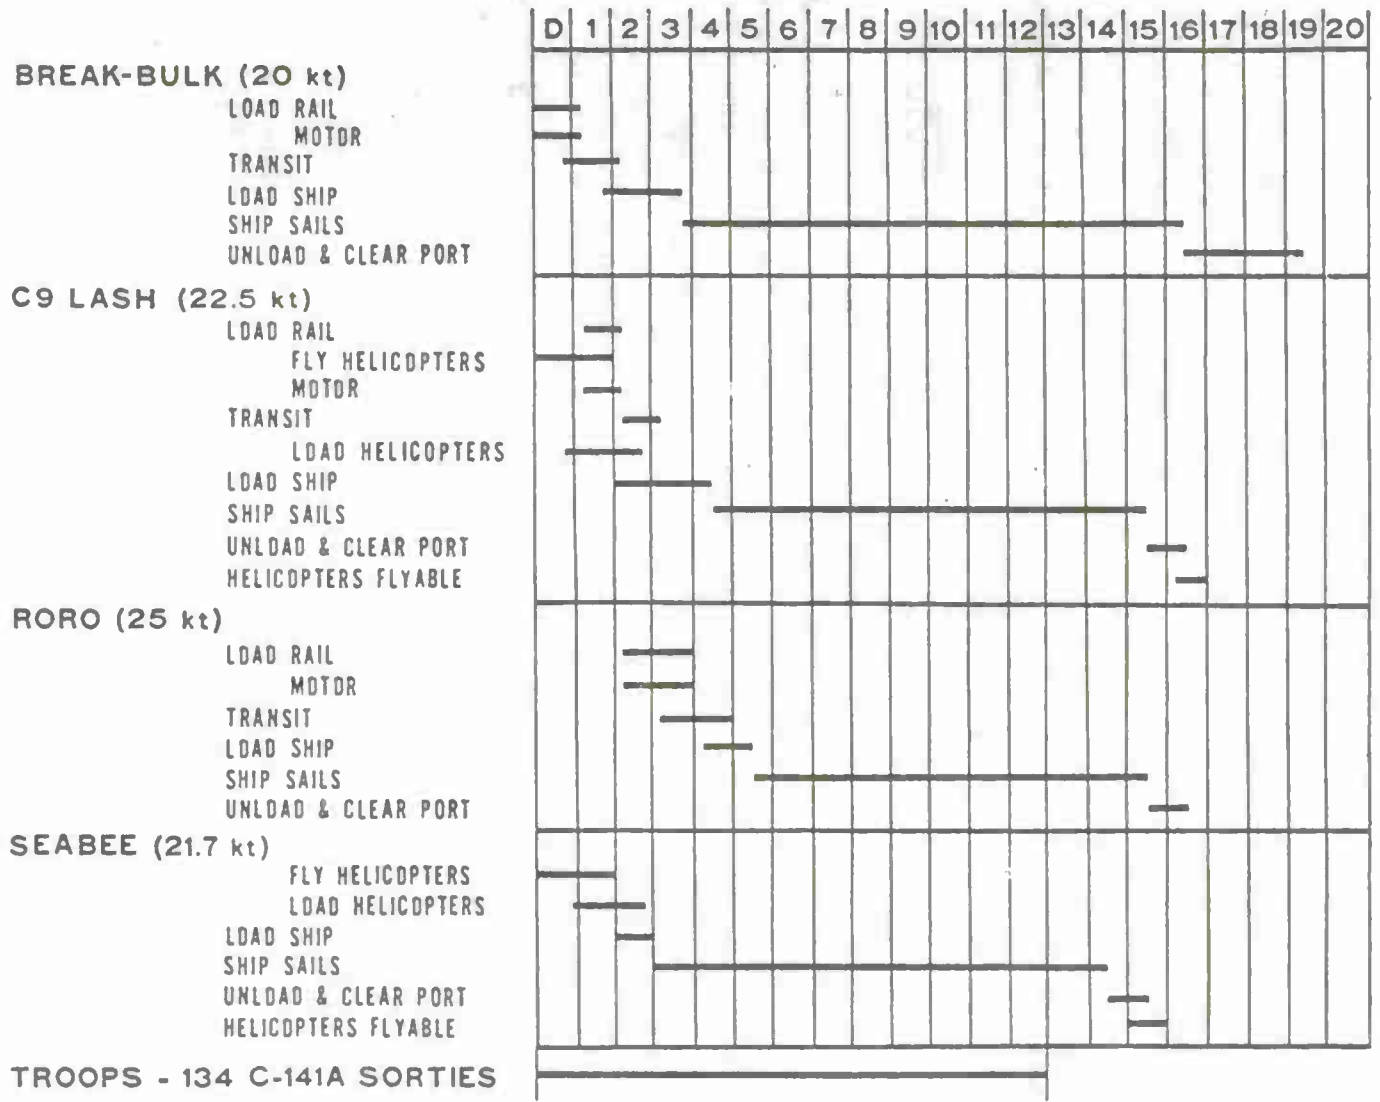 D 1 2 3 4 5 6 7 8 9 10 11 12 13 14 15 16 17 18 19 20
BREAK-BULK (20 kt)
LOAD RAIL
MOTOR
TRANSIT
LOAD SHIP
SHIP SAILS
UNLOAD & CLEAR PORT
C9 LASH (22.5 kt)
LOAD RAIL
FLY HELICOPTERS
MOTOR
TRANSIT
LOAD HELICOPTERS
LOAD SHIP
SHIP SAILS
UNLOAD & CLEAR PORT
HELICOPTERS FLYABLE
RORO (25 kt)
LOAD RAIL
MOTOR
TRANSIT
LOAD SHIP
SHIP SAILS
UNLOAD & CLEAR PORT
SEABEE (21.7 kt)
FLY HELICOPTERS
LOAD HELICOPTERS
LOAD SHIP
SHIP SAILS
UNLOAD & CLEAR PORT
HELICOPTERS FLYABLE
TROOPS - 134 C-141A SORTIES